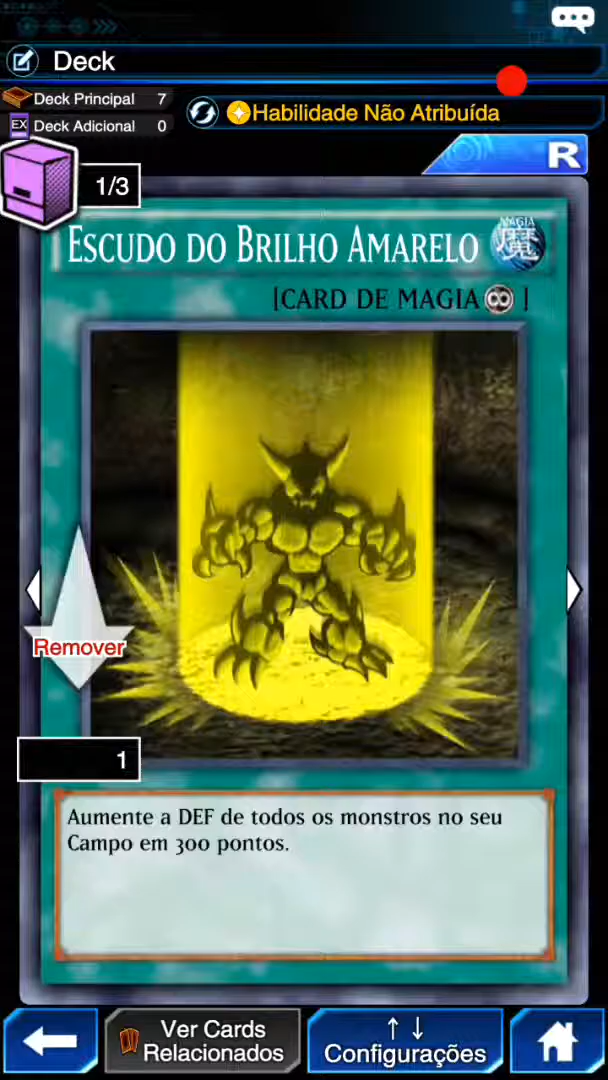 Deck
Deck Principal 7
EX Deck Adicional 0
Habilidade Não Atribuída
R
1/3
ESCUDO DO BRILHO AMARELO
MAGIA
魔
[CARD DE MAGIA ]
Remover
1
Aumente a DEF de todos os monstros no seu
Campo em 300 pontos.
Ver Cards
Relacionados
↑ ↓
Configurações